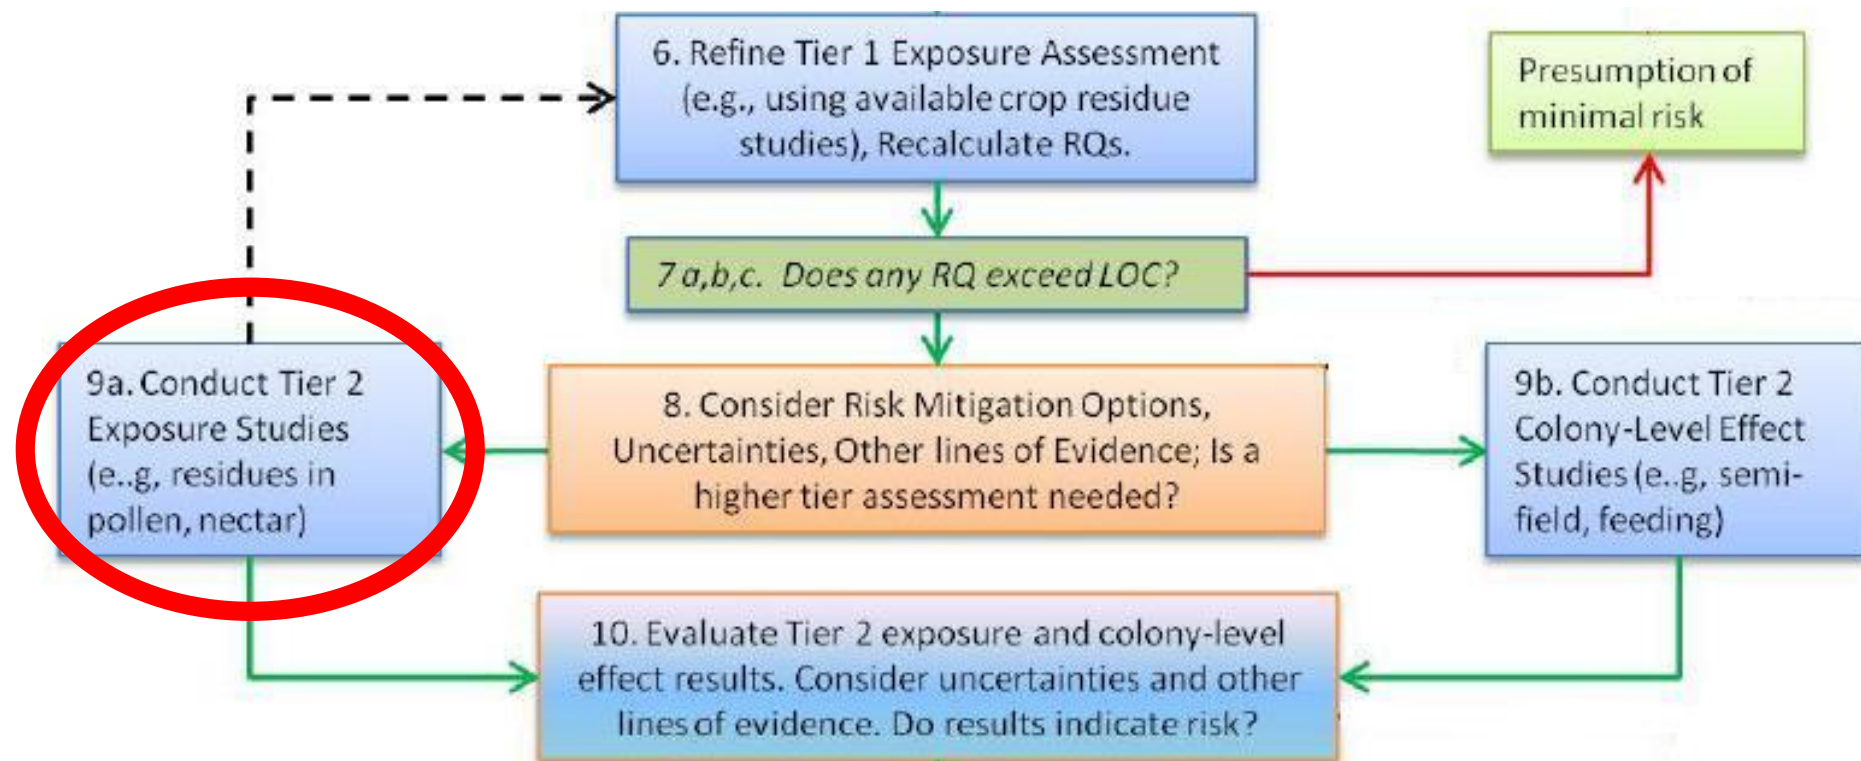 6. Refine Tier 1 Exposure Assessment
(e.g., using available crop residue
studies), Recalculate RQs.
Presumption of
minimal risk
7 a,b,c. Does any RQ exceed LOC?
9a. Conduct Tier 2
Exposure Studies
(e..g, residues in
pollen, nectar)
8. Consider Risk Mitigation Options,
Uncertainties, Other lines of Evidence; Is a
higher tier assessment needed?
9b. Conduct Tier 2
Colony-Level Effect
Studies (e..g, semi-
field, feeding)
10. Evaluate Tier 2 exposure and colony-level
effect results. Consider uncertainties and other
lines of evidence. Do results indicate risk?